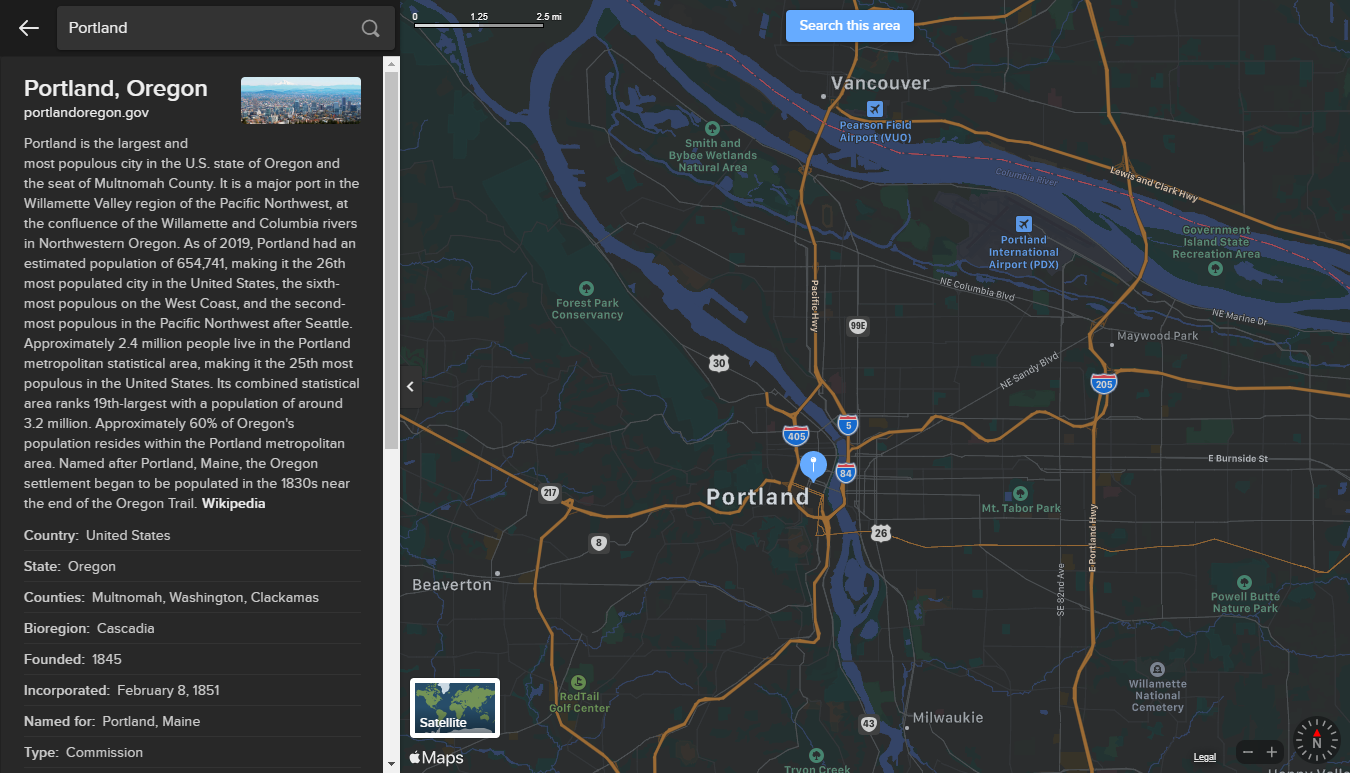 Portland
Portland, Oregon
portlandoregon.gov
Portland is the largest and
most populous city in the U.S. state of Oregon and
the seat of Multnomah County. It is a major port in the
Willamette Valley region of the Pacific Northwest, at
the confluence of the Willamette and Columbia rivers
in Northwestern Oregon. As of 2019, Portland had an
estimated population of 654,741, making it the 26th
most populated city in the United States, the sixth-
most populous on the West Coast, and the second-
most populous in the Pacific Northwest after Seattle.
Approximately 2.4 million people live in the Portland
metropolitan statistical area, making it the 25th most
populous in the United States. Its combined statistical
area ranks 19th-largest with a population of around
3.2 million. Approximately 60% of Oregon's
population resides within the Portland metropolitan
area. Named after Portland, Maine, the Oregon
settlement began to be populated in the 1830s near
the end of the Oregon Trail. Wikipedia
Country: United States
State: Oregon
Counties: Multnomah, Washington, Clackamas
Bioregion: Cascadia
Founded: 1845
Incorporated: February 8, 1851
Named for: Portland, Maine
Type: Commission
0 1.25 2.5 mi
Search this area
Vancouver
Pearson Field
Airport (VUO)
Smith and
Bybee Wetlands
Natural Area
Lewis and Clark Hwy
Columbia River
Portland
International
Airport (PDX)
Government
Island State
Recreation Area
Forest Park
Conservancy
Pacific Hwy
NE Columbia Blvd
NE Marine Dr
99E
Maywood Park
30
NE Sandy Blvd
205
5
405
84
E Burnside St
217
Portland
Mt. Tabor Park
26
8
E Portland Hwy
Beaverton
SE 82nd Ave
Powell Butte
Nature Park
RedTail
Golf Center
Willamette
National
Cemetery
43
Milwaukie
Satellite
Maps
Tryon Creek
Legal
N
Happy Valley